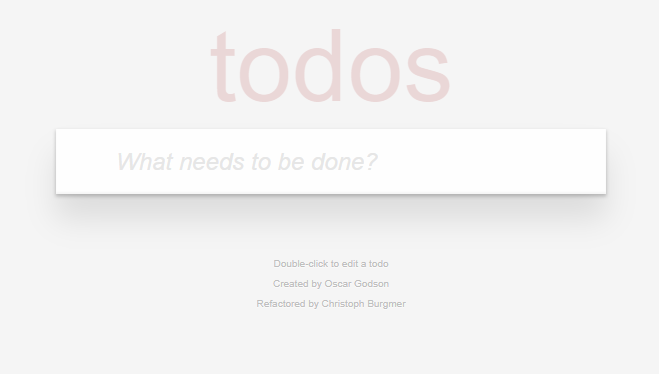 todos
What needs to be done?
Double-click to edit a todo
Created by Oscar Godson
Refactored by Christoph Burgmer